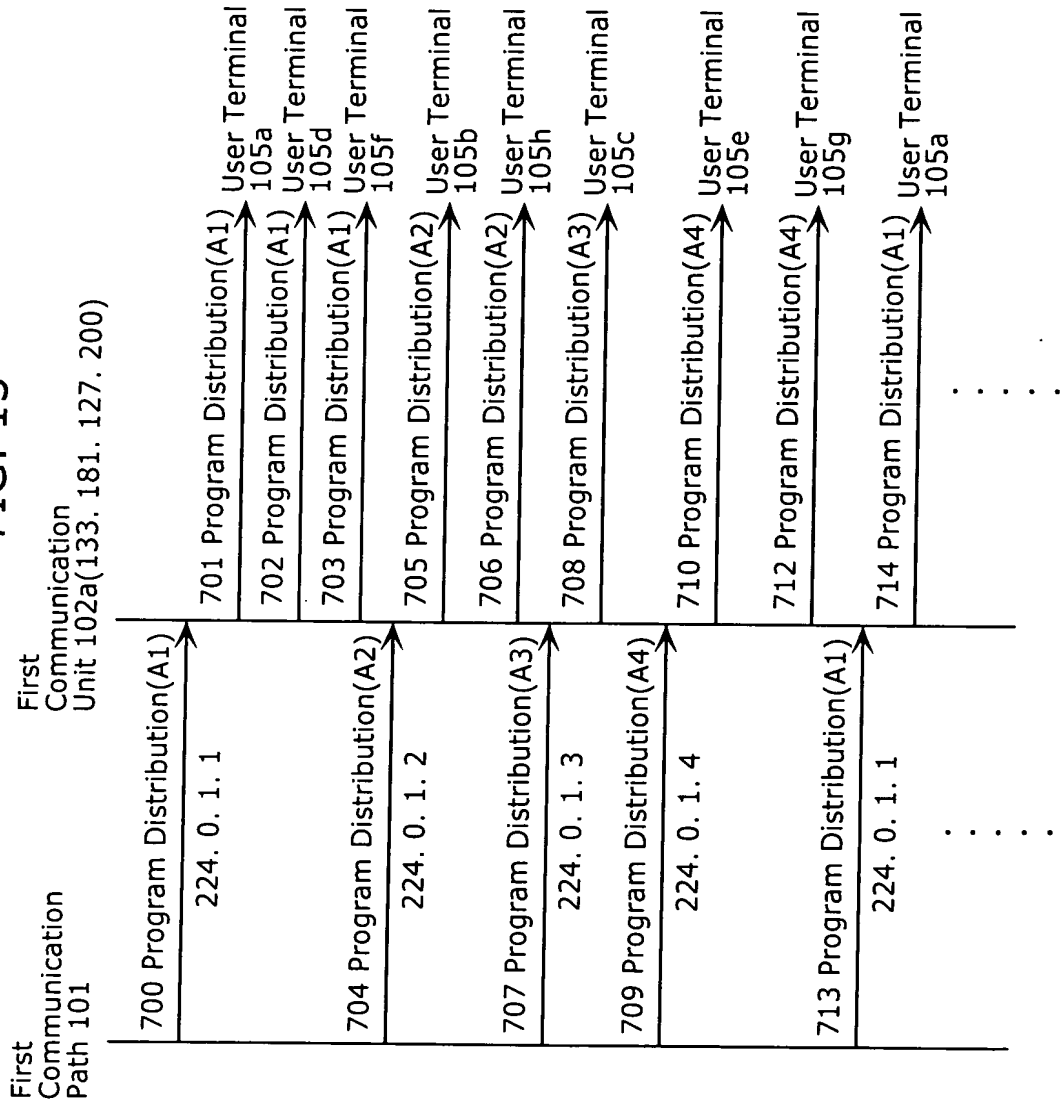 First
Communication
Path 101
First
Communication
Unit 102a(133. 181. 127. 200)
700 Program Distribution(A1)
224. 0. 1. 1
701 Program Distribution(A1)
User Terminal
105a
702 Program Distribution(A1)
User Terminal
105d
703 Program Distribution(A1)
User Terminal
105f
704 Program Distribution(A2)
224. 0. 1. 2
705 Program Distribution(A2)
User Terminal
105b
706 Program Distribution(A2)
User Terminal
105h
707 Program Distribution(A3)
224. 0. 1. 3
708 Program Distribution(A3)
User Terminal
105c
709 Program Distribution(A4)
224. 0. 1. 4
710 Program Distribution(A4)
User Terminal
105e
712 Program Distribution(A4)
User Terminal
105g
713 Program Distribution(A1)
224. 0. 1. 1
714 Program Distribution(A1)
User Terminal
105a
. . . . .
. . . . .